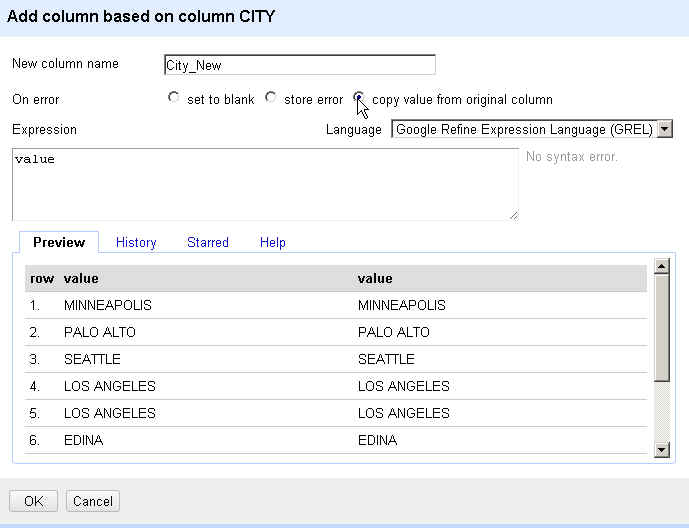 Add column based on column CITY
New column name City_New
On error set to blank store error copy value from original column
Expression Language Google Refine Expression Language (GREL)
value No syntax error.
Preview History Starred Help
row value value
1. MINNEAPOLIS MINNEAPOLIS
2. PALO ALTO PALO ALTO
3. SEATTLE SEATTLE
4. LOS ANGELES LOS ANGELES
5. LOS ANGELES LOS ANGELES
6. EDINA EDINA
OK Cancel